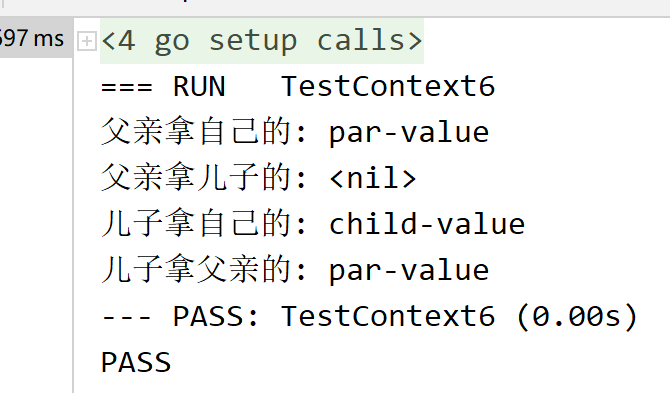 697 ms
<4 go setup calls>
=== RUN   TestContext6
父亲拿自己的: par-value
父亲拿儿子的: <nil>
儿子拿自己的: child-value
儿子拿父亲的: par-value
--- PASS: TestContext6 (0.00s)
PASS